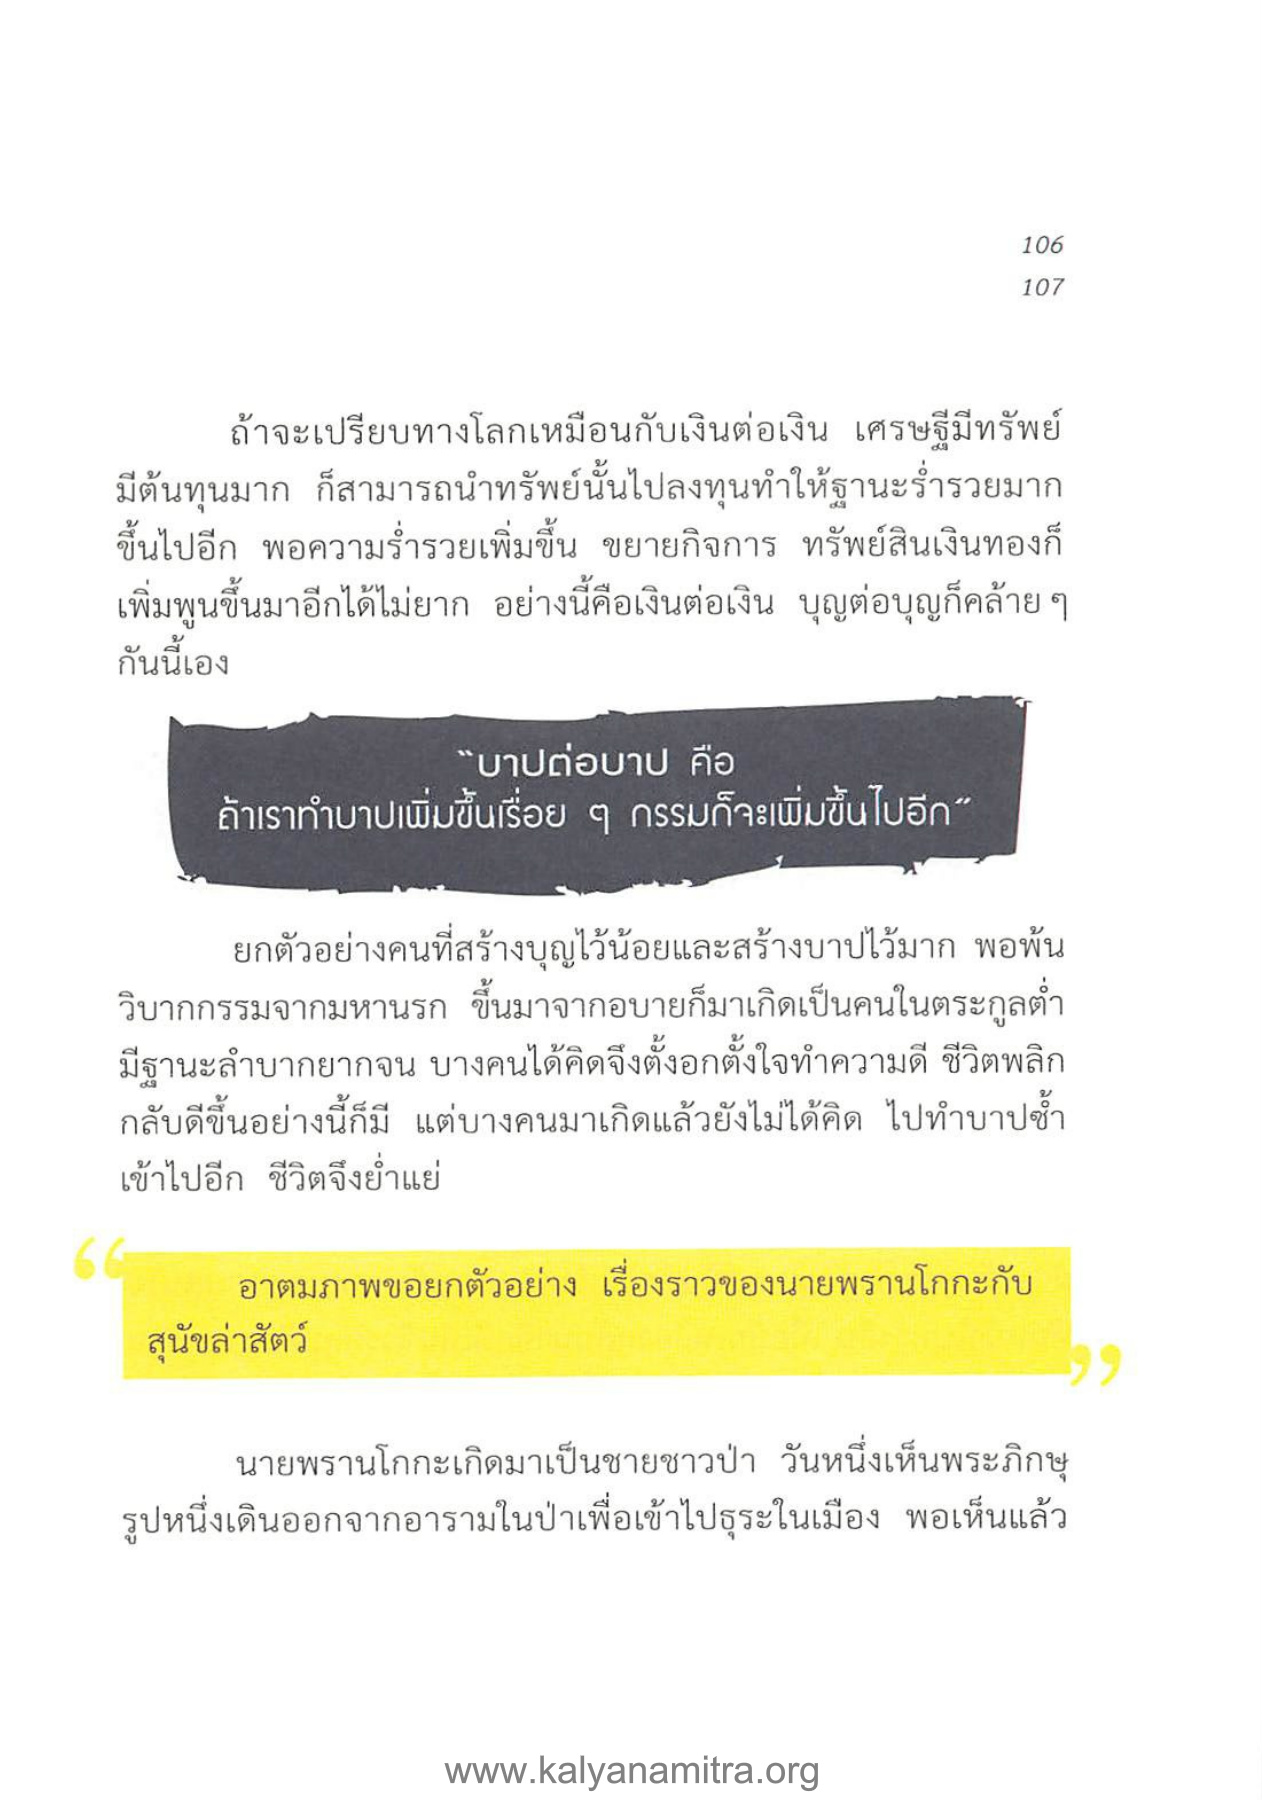 106
107
ถ้าจะเปรียบทางโลกเหมือนกับเงินต่อเงิน เศรษฐีมีทรัพย์
มีต้นทุนมาก ก็สามารถนำทรัพย์นั้นไปลงทุนทำให้ฐานะร่ำรวยมาก
ขึ้นไปอีก พอความร่ำรวยเพิ่มขึ้น ขยายกิจการ ทรัพย์สินเงินทองก็
เพิ่มพูนขึ้นมาอีกได้ไม่ยาก อย่างนี้คือเงินต่อเงิน บุญต่อบุญก็คล้าย ๆ
กันนี้เอง
"บาปต่อบาป คือ
ถ้าเราทำบาปเพิ่มขึ้นเรื่อย ๆ กรรมก็จะเพิ่มขึ้นไปอีก"
ยกตัวอย่างคนที่สร้างบุญไว้น้อยและสร้างบาปไว้มาก พอพ้น
วิบากกรรมจากมหานรก ขึ้นมาจากอบายก็มาเกิดเป็นคนในตระกูลต่ำ
มีฐานะลำบากยากจน บางคนได้คิดจึงตั้งอกตั้งใจทำความดี ชีวิตพลิก
กลับดีขึ้นอย่างนี้ก็มี แต่บางคนมาเกิดแล้วยังไม่ได้คิด ไปทำบาปซ้ำ
เข้าไปอีก ชีวิตจึงย่ำแย่
“อาตมภาพขอยกตัวอย่าง เรื่องราวของนายพรานโกกะกับ
สุนัขล่าสัตว์”
นายพรานโกกะเกิดมาเป็นชายชาวป่า วันหนึ่งเห็นพระภิกษุ
รูปหนึ่งเดินออกจากอารามในป่าเพื่อเข้าไปธุระในเมือง พอเห็นแล้ว
www.kalyanamitra.org